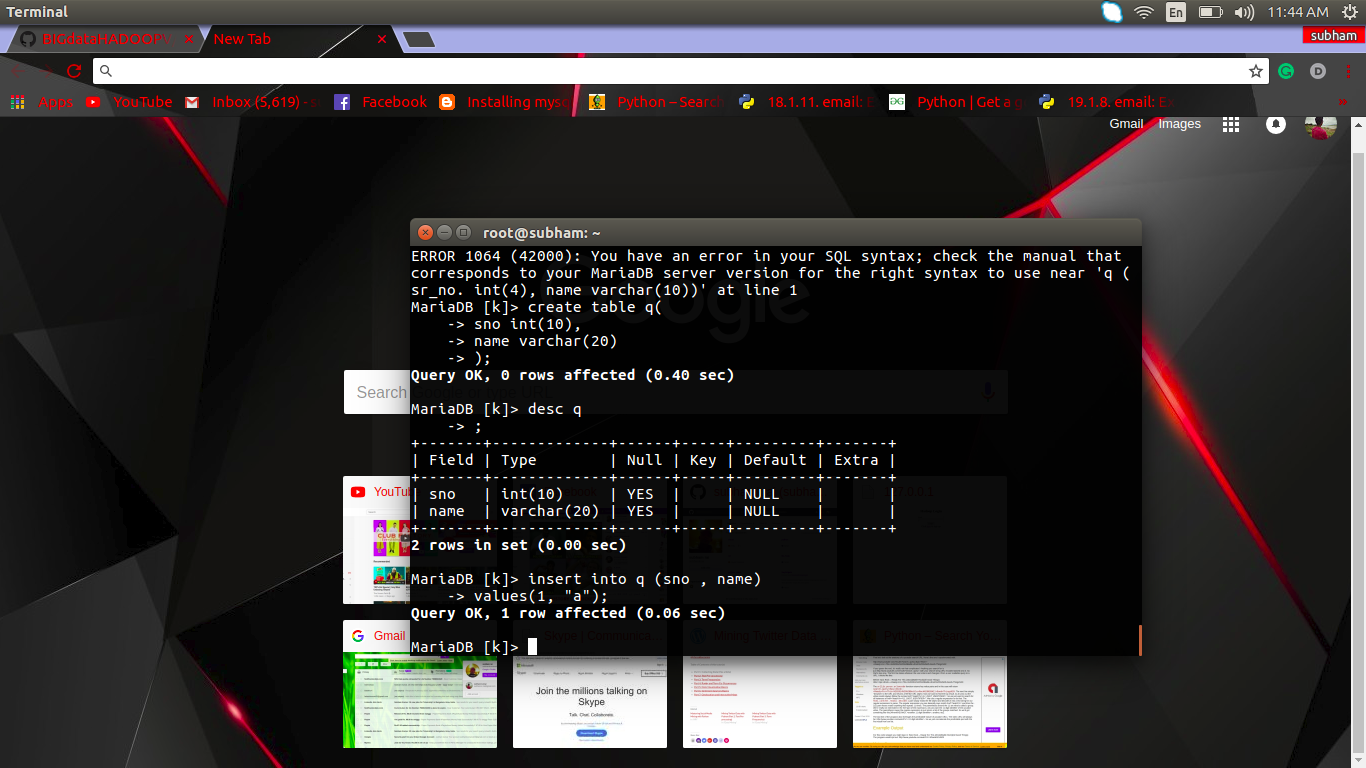 Terminal
En
11:44 AM
BIGdataHADOOPV
New Tab
subham
D
Apps
YouTube
Inbox (5,619) - s
Facebook
Installing mysq
Python – Search
18.1.11. email: E
Python | Get a g
19.1.8. email: Ex
»
Gmail
Images
root@subham: ~
ERROR 1064 (42000): You have an error in your SQL syntax; check the manual that
corresponds to your MariaDB server version for the right syntax to use near 'q (
sr_no. int(4), name varchar(10))' at line 1
MariaDB [k]> create table q(
    -> sno int(10),
    -> name varchar(20)
    -> );
Query OK, 0 rows affected (0.40 sec)
Search
MariaDB [k]> desc q
    -> ;
+-------+-------------+------+-----+---------+-------+
| Field | Type        | Null | Key | Default | Extra |
+-------+-------------+------+-----+---------+-------+
| sno   | int(10)     | YES  |     | NULL    |       |
| name  | varchar(20) | YES  |     | NULL    |       |
+-------+-------------+------+-----+---------+-------+
2 rows in set (0.00 sec)
MariaDB [k]> insert into q (sno , name)
    -> values(1, "a");
Query OK, 1 row affected (0.06 sec)
MariaDB [k]>
YouTu
Gmail
Skype | Communica...
Mining Twitter Data...
Python – Search Yo...
Join the millions talking on
Skype
Talk. Chat. Collaborate.